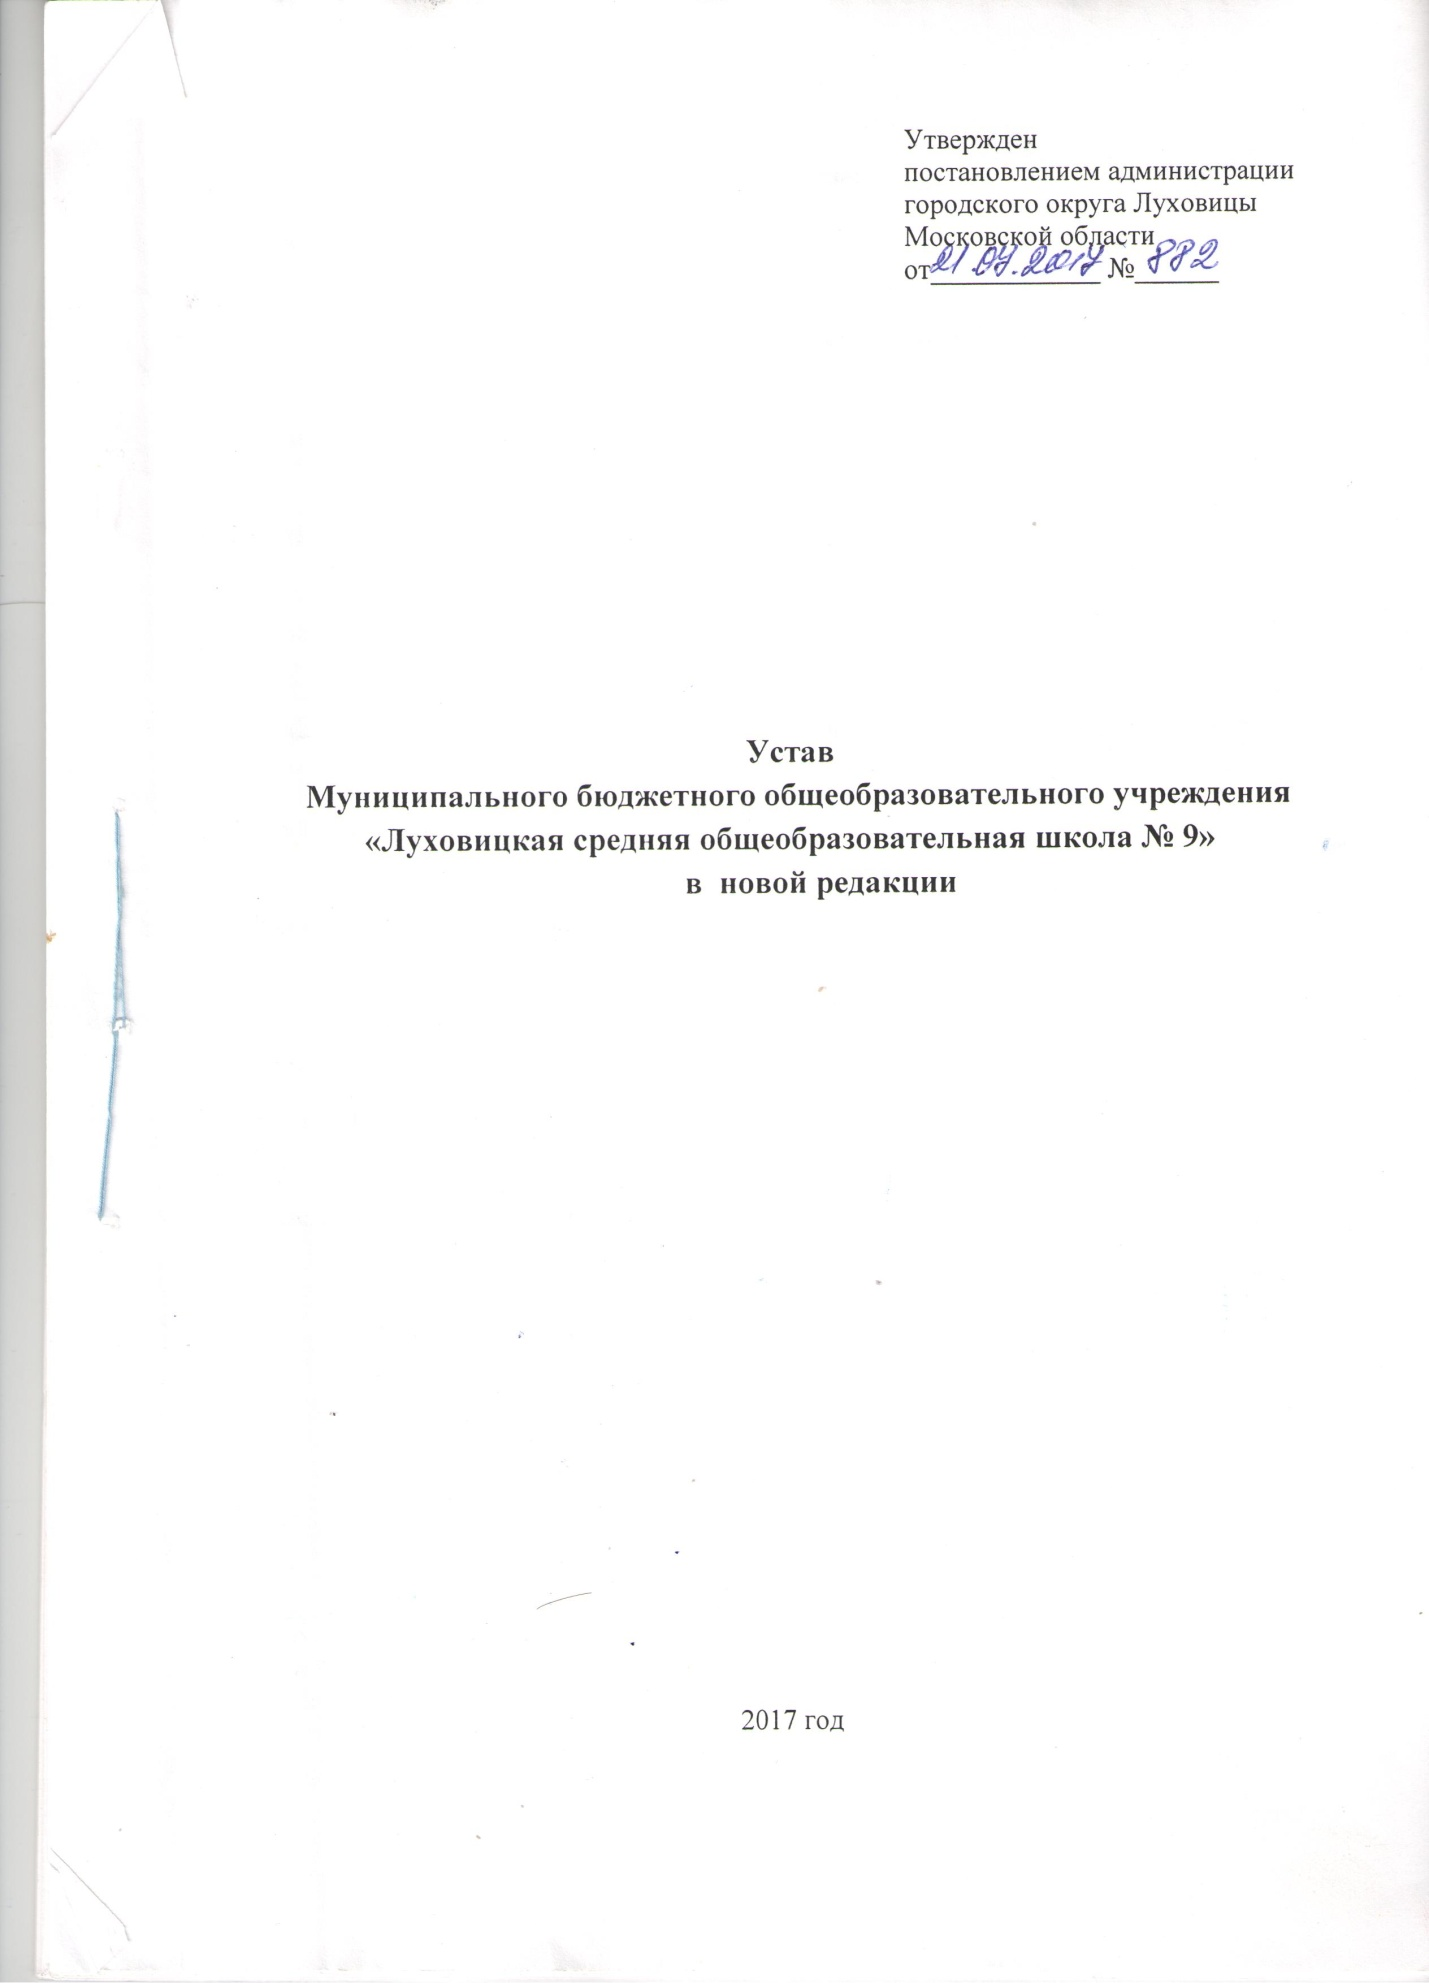 Утвержден
постановлением администрации
городского округа Луховицы
Московской области
от 21.07.2017 № 882
Устав
Муниципального бюджетного общеобразовательного учреждения
«Луховицкая средняя общеобразовательная школа № 9»
в новой редакции
2017 год